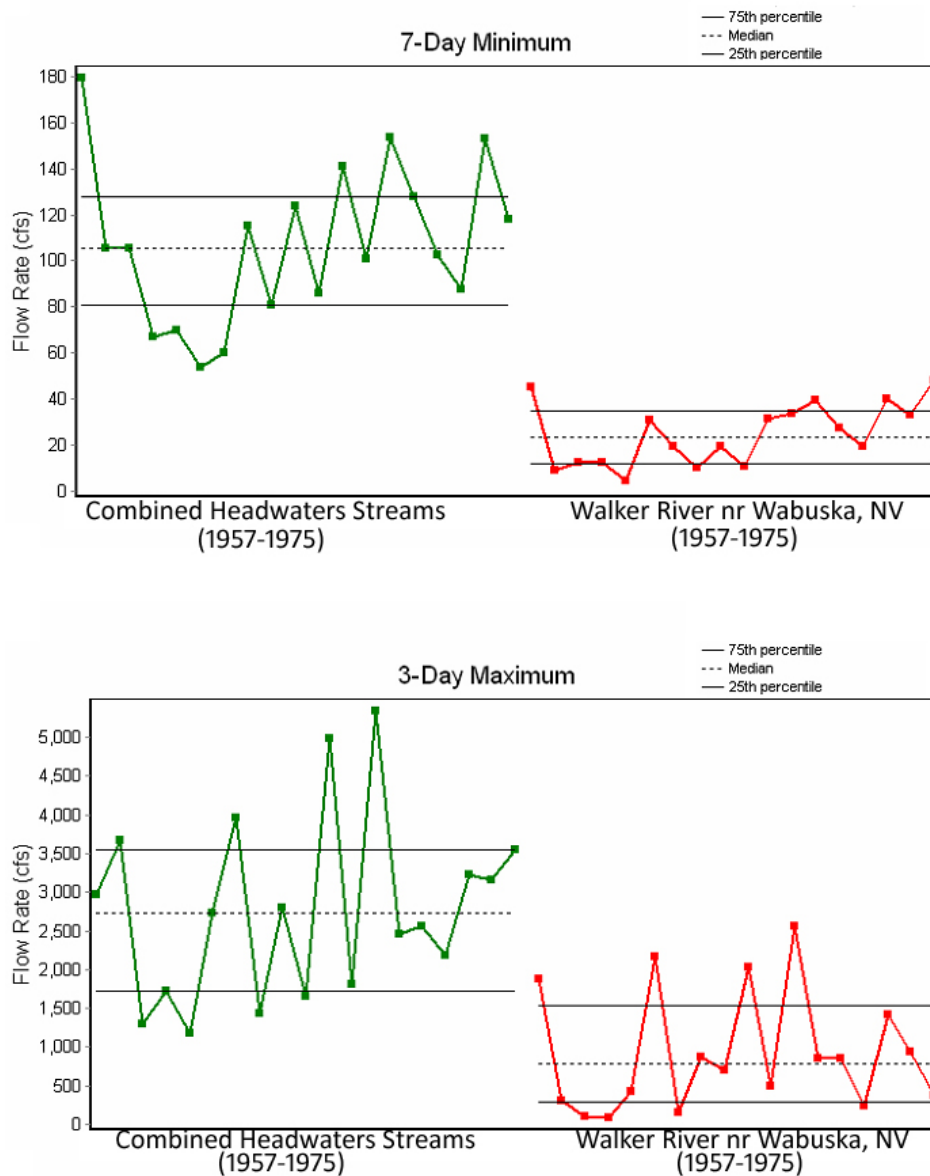 75th percentile
7-Day Minimum
Median
25th percentile
180
160
140
120
100
80
60
40
20
0
Flow Rate (cfs)
Combined Headwaters Streams
(1957-1975)
Walker River nr Wabuska, NV
(1957-1975)
75th percentile
3-Day Maximum
Median
25th percentile
5,000
4,500
4,000
3,500
3,000
2,500
2,000
1,500
1,000
500
0
Flow Rate (cfs)
Combined Headwaters Streams
(1957-1975)
Walker River nr Wabuska, NV
(1957-1975)